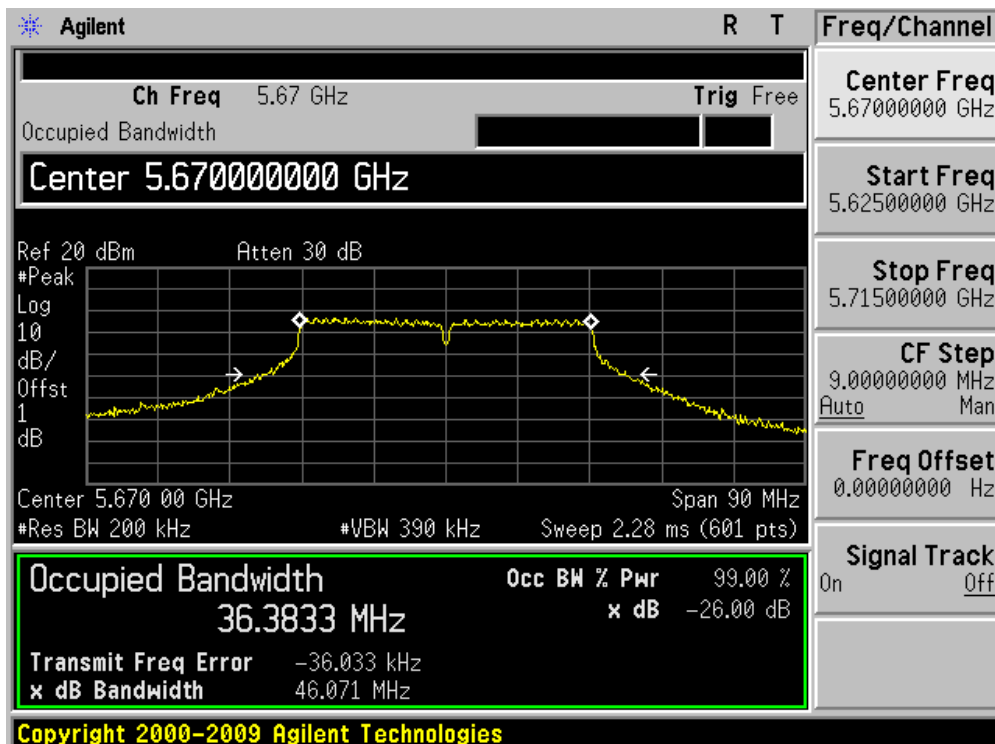 Agilent R T
Ch Freq 5.67 GHz Trig Free
Occupied Bandwidth
Center 5.670000000 GHz
Ref 20 dBm Atten 30 dB
#Peak
Log
10
dB/
Offst
1
dB
Center 5.670 00 GHz Span 90 MHz
#Res BW 200 kHz #VBW 390 kHz Sweep 2.28 ms (601 pts)
Occupied Bandwidth
36.3833 MHz
Occ BW % Pwr 99.00 %
x dB -26.00 dB
Transmit Freq Error -36.033 kHz
x dB Bandwidth 46.071 MHz
Copyright 2000-2009 Agilent Technologies
Freq/Channel
Center Freq
5.67000000 GHz
Start Freq
5.62500000 GHz
Stop Freq
5.71500000 GHz
CF Step
9.00000000 MHz
Auto Man
Freq Offset
0.00000000 Hz
Signal Track
On Off